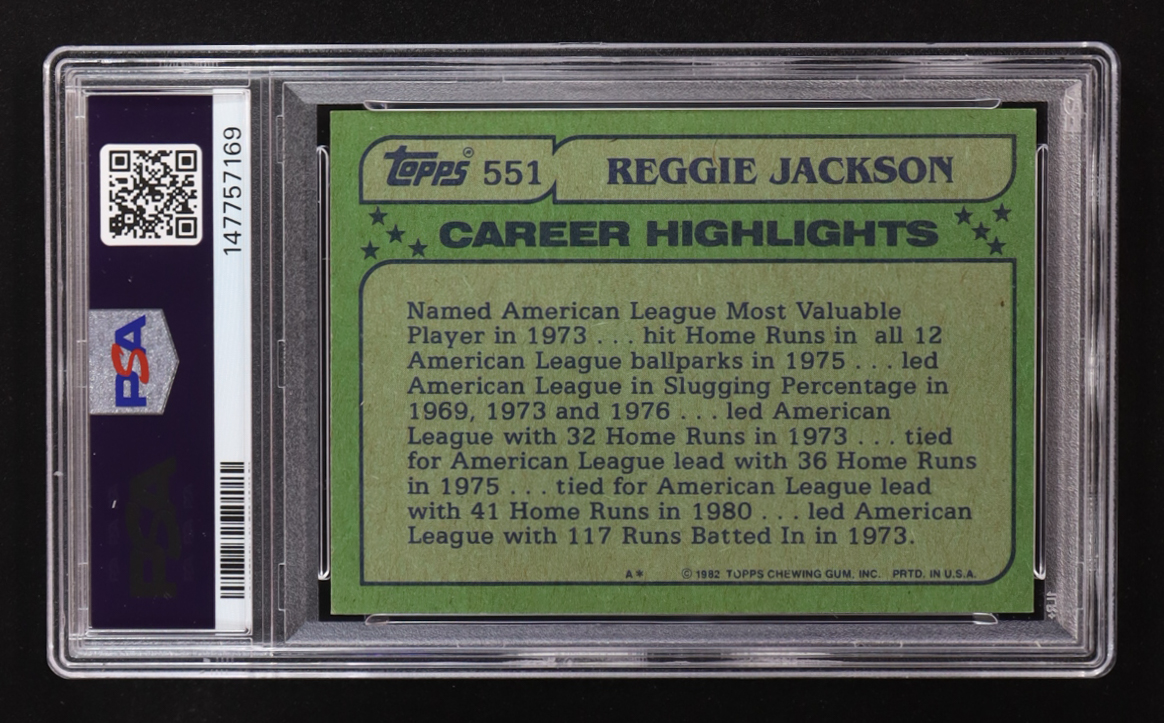 147757169
PSA
PSA
Topps® 551 REGGIE JACKSON
CAREER HIGHLIGHTS
Named American League Most Valuable
Player in 1973 . . . hit Home Runs in all 12
American League ballparks in 1975 . . . led
American League in Slugging Percentage in
1969, 1973 and 1976 . . . led American
League with 32 Home Runs in 1973 . . . tied
for American League lead with 36 Home Runs
in 1975 . . . tied for American League lead
with 41 Home Runs in 1980 . . . led American
League with 117 Runs Batted In in 1973.
A* © 1982 TOPPS CHEWING GUM, INC. PRTD. IN U.S.A.